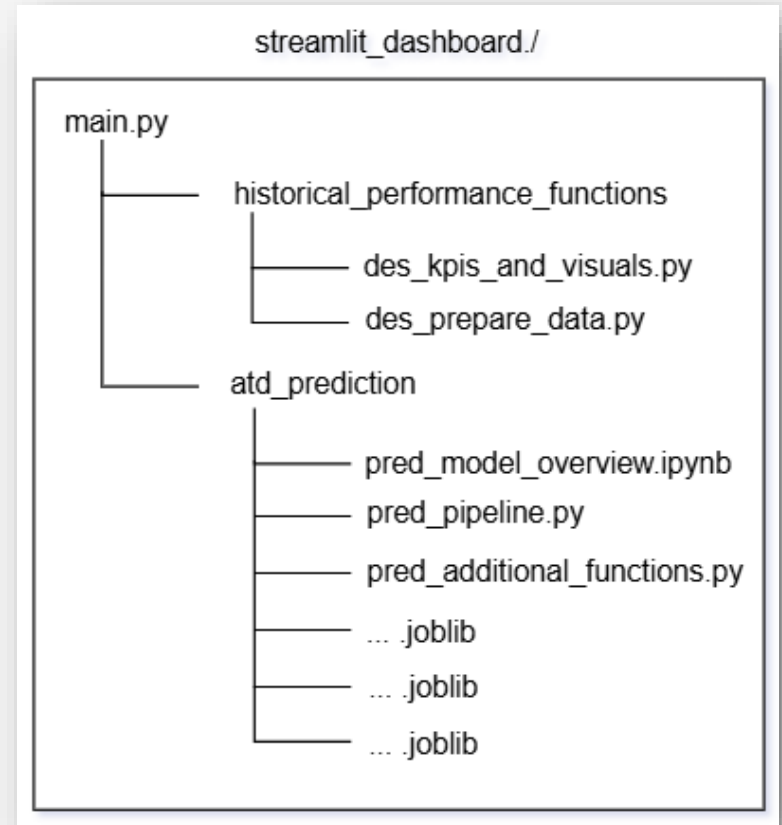 streamlit_dashboard./
main.py
historical_performance_functions
des_kpis_and_visuals.py
des_prepare_data.py
atd_prediction
pred_model_overview.ipynb
pred_pipeline.py
pred_additional_functions.py
... .joblib
... .joblib
... .joblib